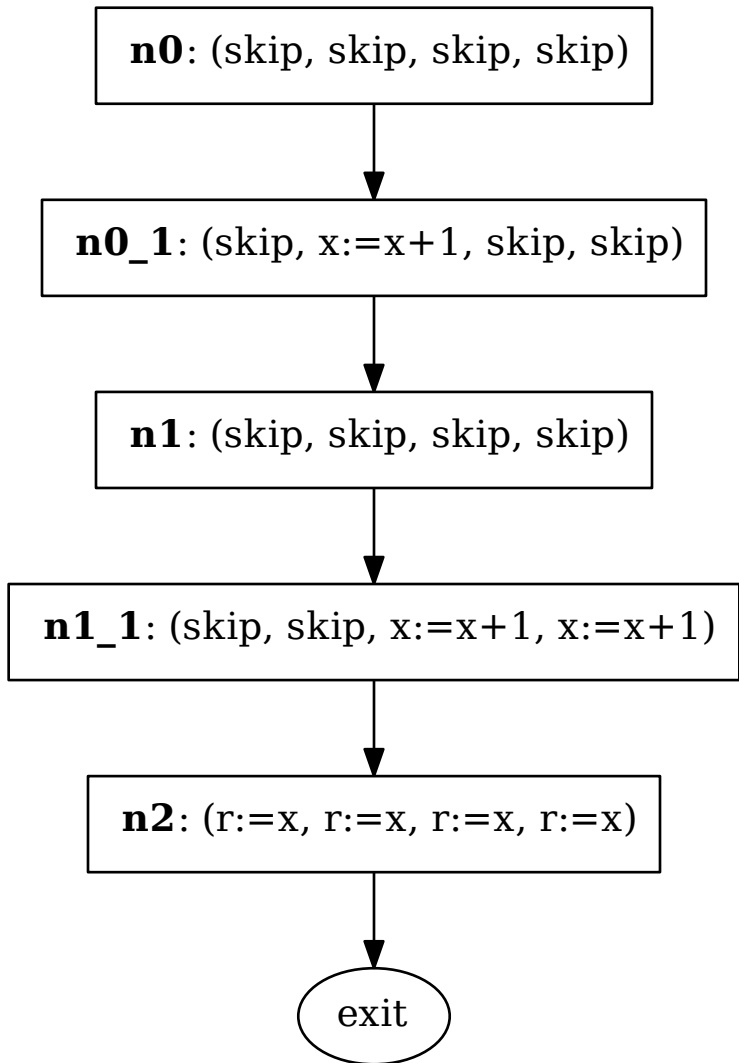 n0: (skip, skip, skip, skip)
n0_1: (skip, x:=x+1, skip, skip)
n1: (skip, skip, skip, skip)
n1_1: (skip, skip, x:=x+1, x:=x+1)
n2: (r:=x, r:=x, r:=x, r:=x)
exit